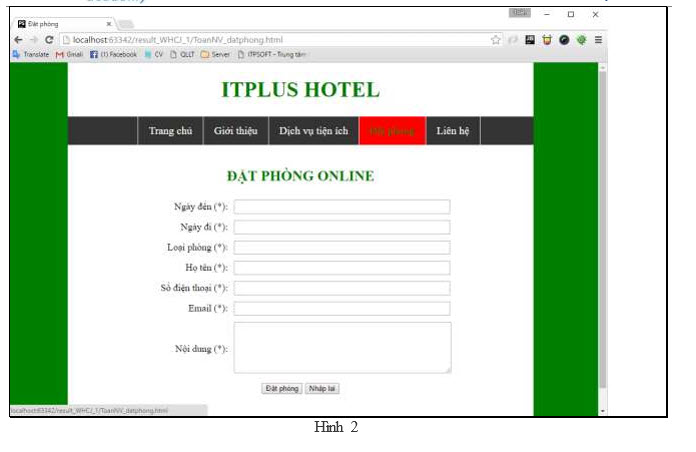 Đặt phòng
localhost:63342/result_WHCJ_1/ToanNV_datphong.html
Translate Gmail (1) Facebook CV QLLT Server ITPSOFT - Trung tâm
ITPLUS HOTEL
Trang chủ Giới thiệu Dịch vụ tiện ích Đặt phòng Liên hệ
ĐẶT PHÒNG ONLINE
Ngày đến (*):
Ngày đi (*):
Loại phòng (*):
Họ tên (*):
Số điện thoại (*):
Email (*):
Nội dung (*):
Đặt phòng Nhập lại
localhost:63342/result_WHCJ_1/ToanNV_datphong.html
Hình 2